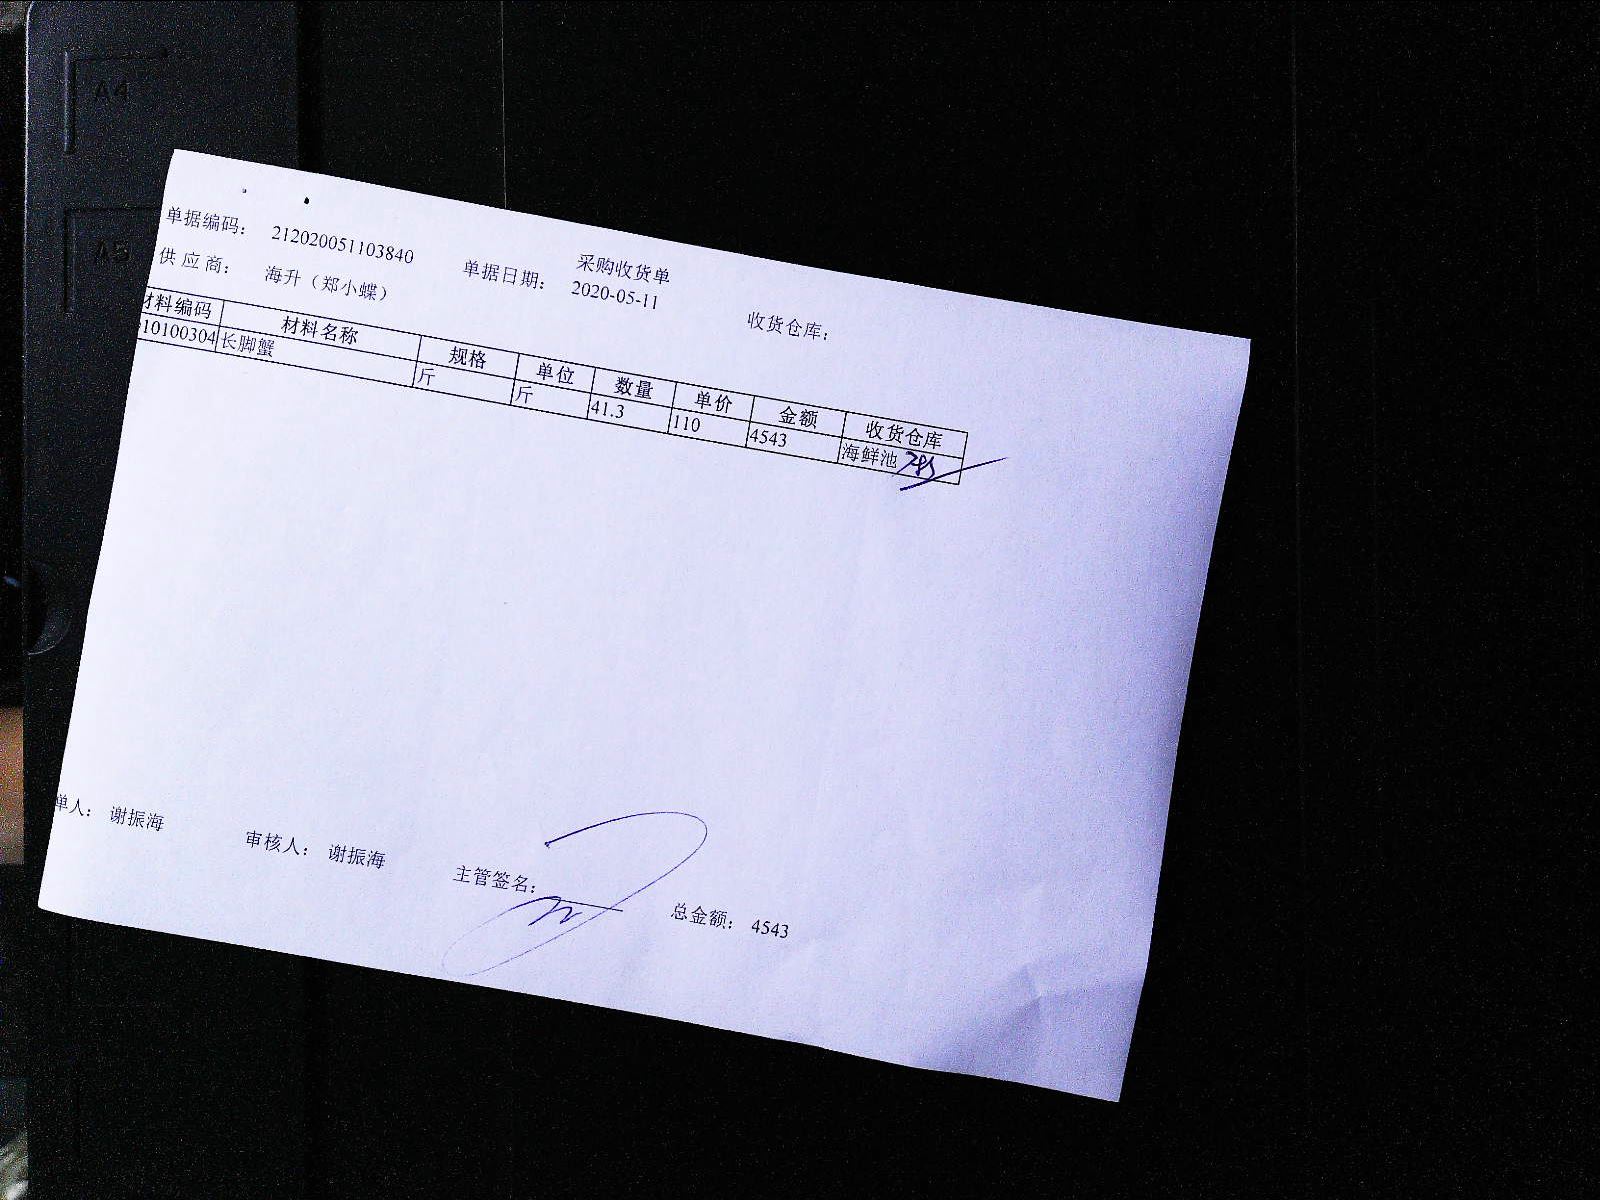 A4
A5
采购收货单
单据编码： 212020051103840 单据日期： 2020-05-11 收货仓库：
供应商： 海升（郑小蝶）
材料编码 材料名称 规格 单位 数量 单价 金额 收货仓库
10100304 长脚蟹 斤 斤 41.3 110 4543 海鲜池
单人： 谢振海 审核人： 谢振海 主管签名： 总金额： 4543